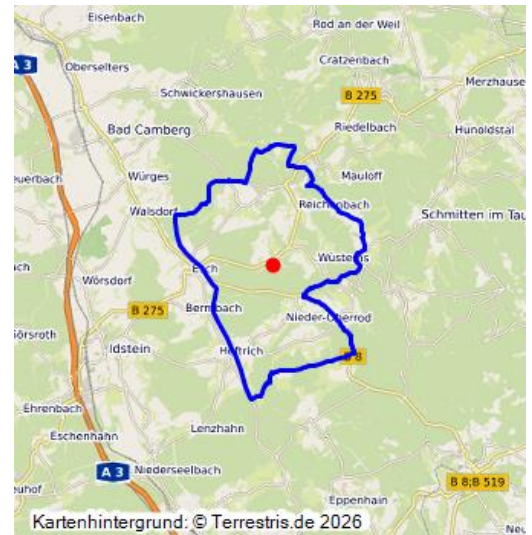 Eisenbach
Rod an der Weil
A 3
Oberselters
Cratzenbach
Merzhause
Schwickershausen
B 275
Bad Camberg
Riedelbach
Hunoldstal
Würges
Mauloff
Walsdorf
Reichenbach
Schmitten im Tau
Wüstems
Esch
Wörsdorf
Bermbach
B 275
Nieder-Oberrod
Idstein
Heftrich
B 8
Ehrenbach
Lenzhahn
Eschenhahn
A 3
Niederseelbach
B 8;B 519
Eppenhain
Kartenhintergrund: © Terrestris.de 2026